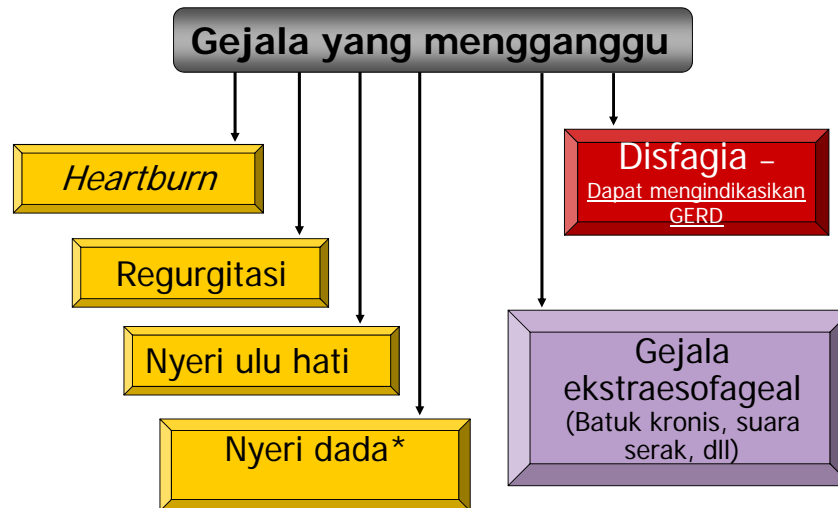 Gejala yang mengganggu
Heartburn
Regurgitasi
Nyeri ulu hati
Nyeri dada*
Disfagia –
Dapat mengindikasikan
GERD
Gejala
ekstraesofageal
(Batuk kronis, suara
serak, dll)